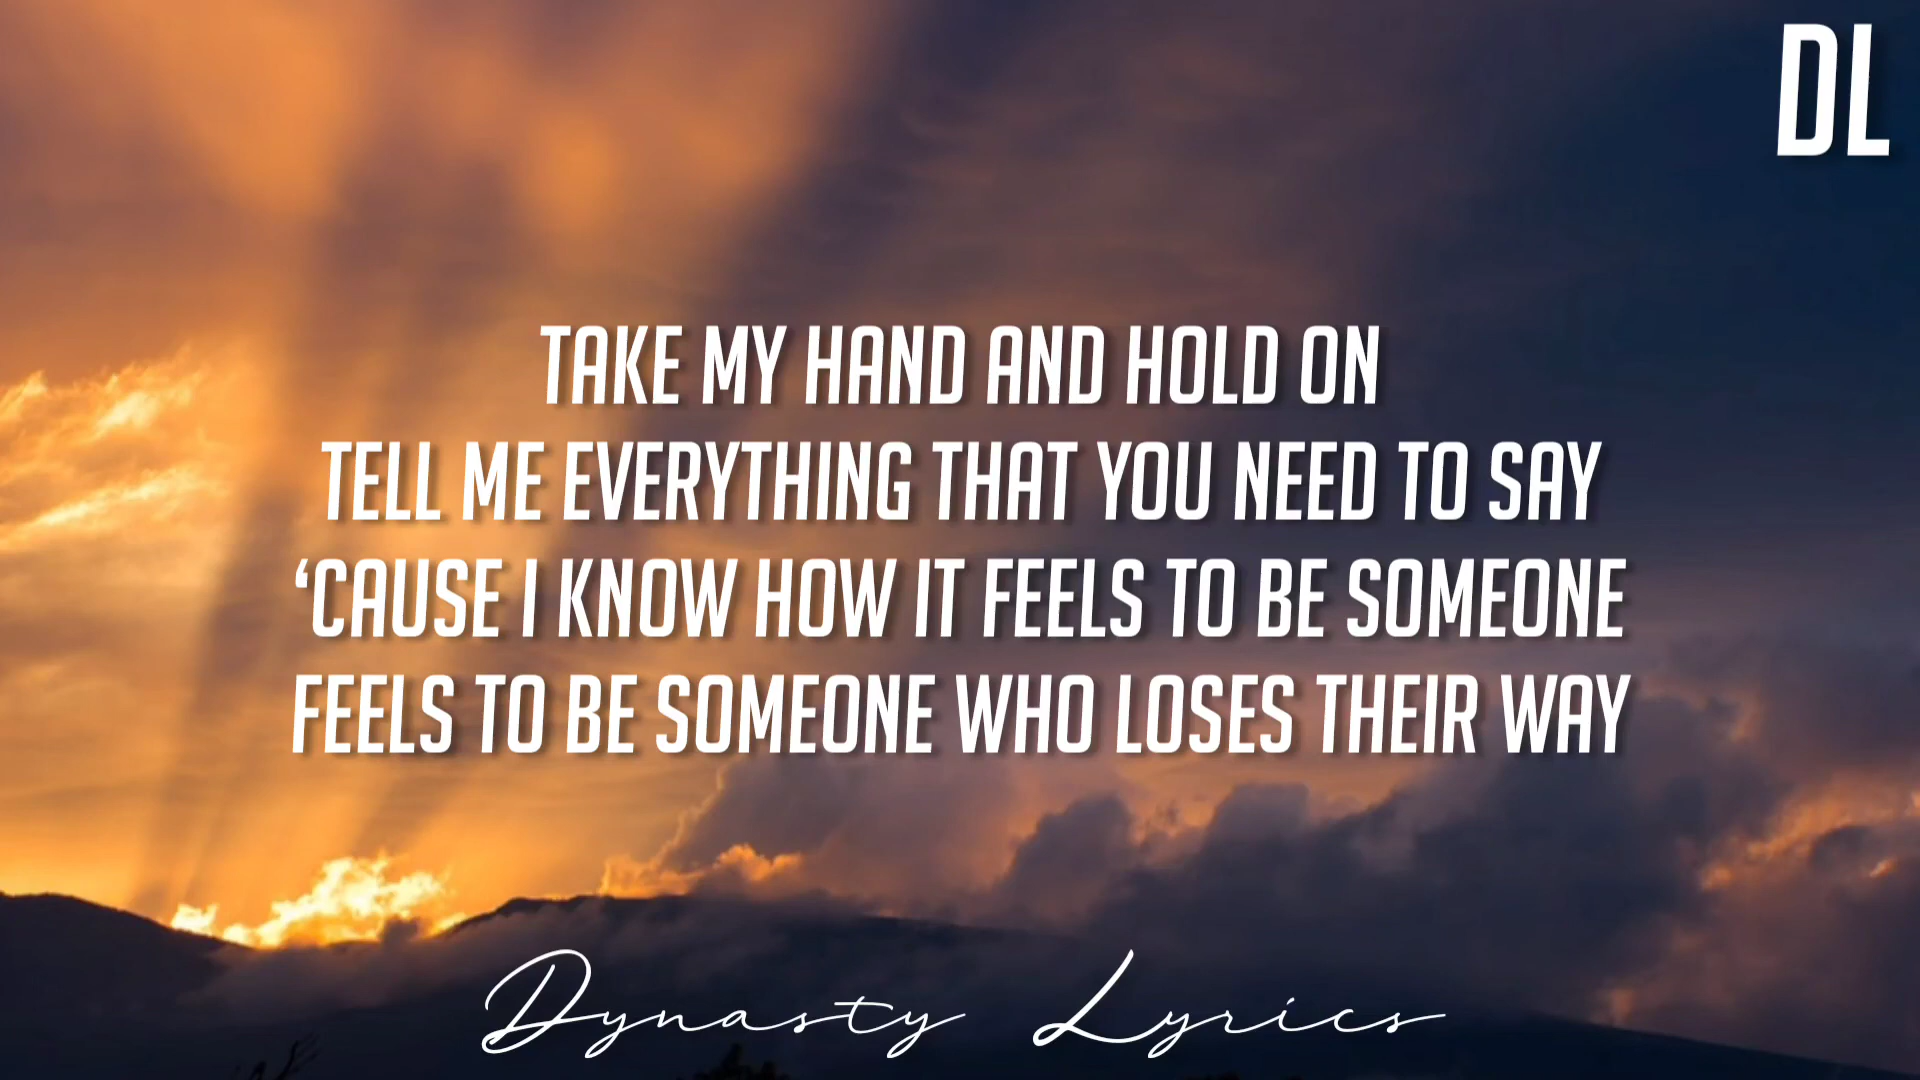 DL
TAKE MY HAND AND HOLD ON
TELL ME EVERYTHING THAT YOU NEED TO SAY
‘CAUSE I KNOW HOW IT FEELS TO BE SOMEONE
FEELS TO BE SOMEONE WHO LOSES THEIR WAY
Dynasty Lyrics